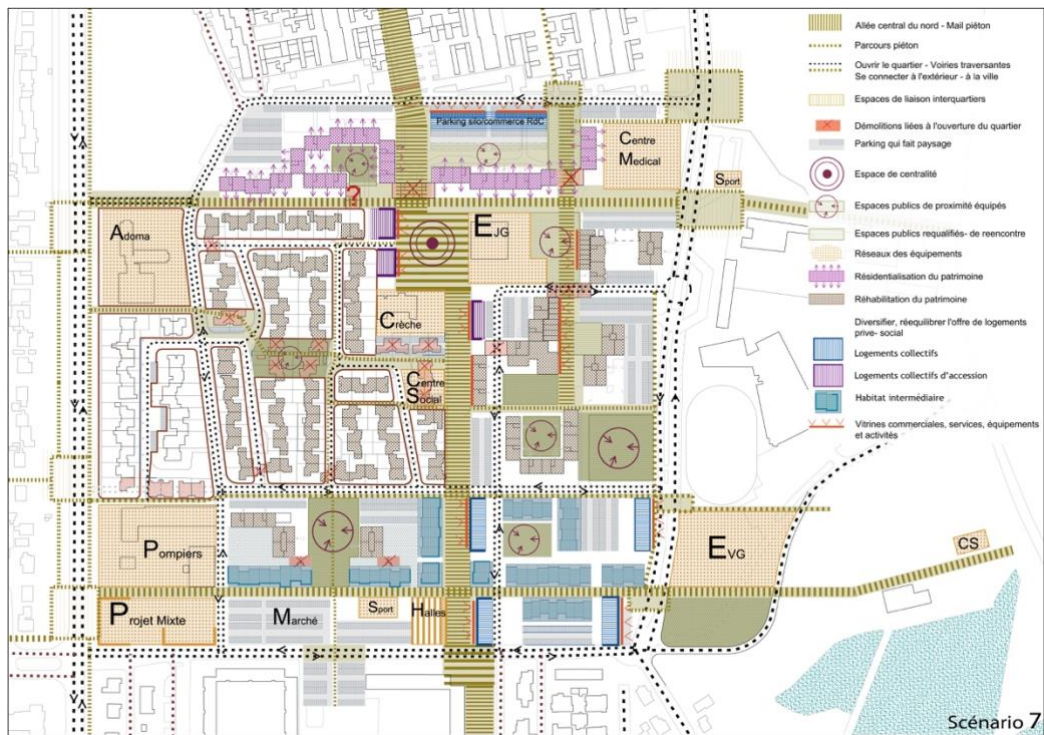 Allée central du nord - Mail piéton
Parcours piéton
Ouvrir le quartier - Voiries traversantes
Se connecter à l'extérieur - à la ville
Espaces de liaison interquartiers
Démolitions liées à l'ouverture du quartier
Parking qui fait paysage
Espace de centralité
Espaces publics de proximité équipés
Espaces publics requalifiés- de reencontre
Réseaux des équipements
Résidentialisation du patrimoine
Réhabilitation du patrimoine
Diversifier, rééquilibrer l'offre de logements
prive- social
Logements collectifs
Logements collectifs d'accession
Habitat intermédiaire
Vitrines commerciales, services, équipements
et activités
Parking silo/commerce RdC
Centre
Medical
Sport
?
Adoma
EJG
Crèche
Centre
Social
Pompiers
EVG
CS
Projet Mixte
Marché
Sport
Halles
Scénario 7